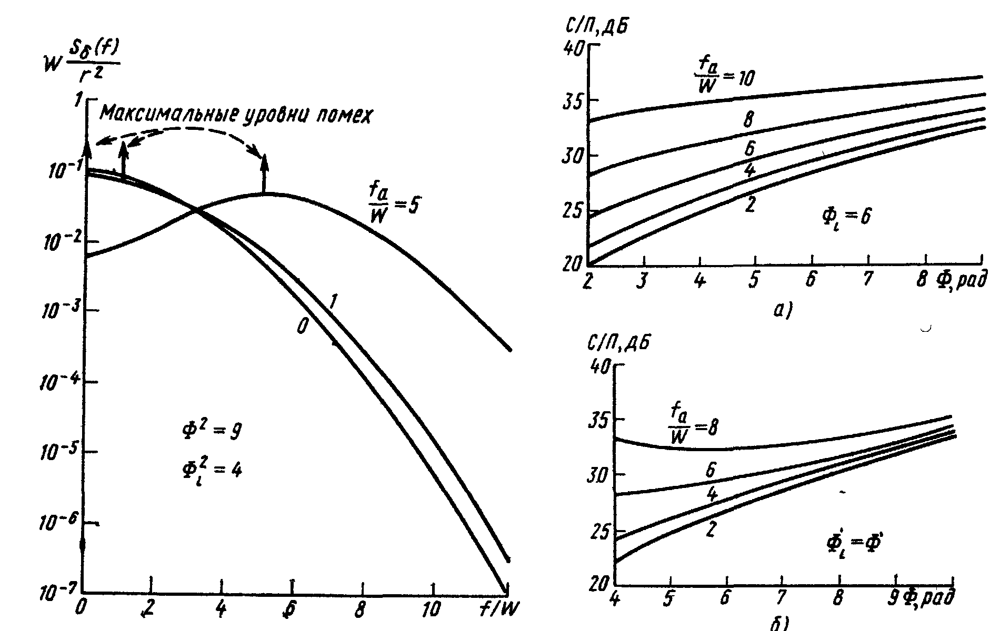 W S_б(f)/r²
1
Максимальные уровни помех
10⁻¹
f_a/W = 5
10⁻²
10⁻³
1
0
10⁻⁴
Φ² = 9
10⁻⁵
Φ_i² = 4
10⁻⁶
10⁻⁷
0 2 4 6 8 10 f/W
С/П, дБ
40
f_a/W = 10
35
8
30
6
4
25
2
Φ_i = 6
20
2 3 4 5 6 7 8 Φ, рад
а)
С/П, дБ
40
35
f_a/W = 8
30
6
4
25
2
Φ_i = Φ
20
4 5 6 7 8 9 Φ, рад
б)